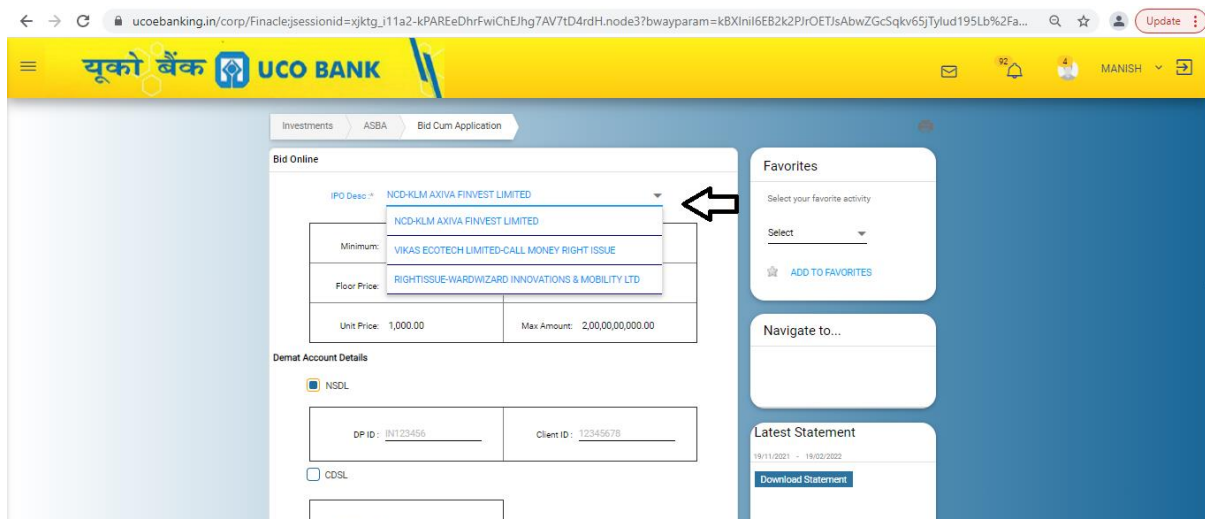 ucoebanking.in/corp/Finacle;jsessionid=xjktg_i11a2-kPAREeDhrFwiChEJhg7AV7tD4rdH.node3?bwayparam=kBXInil6EB2k2PJrOETJsAbwZGcSqkv65jTylud195Lb%2Fa...
Update
यूको बैंक UCO BANK
92
4
MANISH
Investments ASBA Bid Cum Application
Bid Online
IPO Desc :* NCD-KLM AXIVA FINVEST LIMITED
NCD-KLM AXIVA FINVEST LIMITED
Minimum: VIKAS ECOTECH LIMITED-CALL MONEY RIGHT ISSUE
Floor Price: RIGHTISSUE-WARDWIZARD INNOVATIONS & MOBILITY LTD
Unit Price: 1,000.00 Max Amount: 2,00,00,00,000.00
Demat Account Details
NSDL
DP ID : IN123456 Client ID : 12345678
CDSL
Favorites
Select your favorite activity
Select
ADD TO FAVORITES
Navigate to...
Latest Statement
19/11/2021 - 19/02/2022
Download Statement